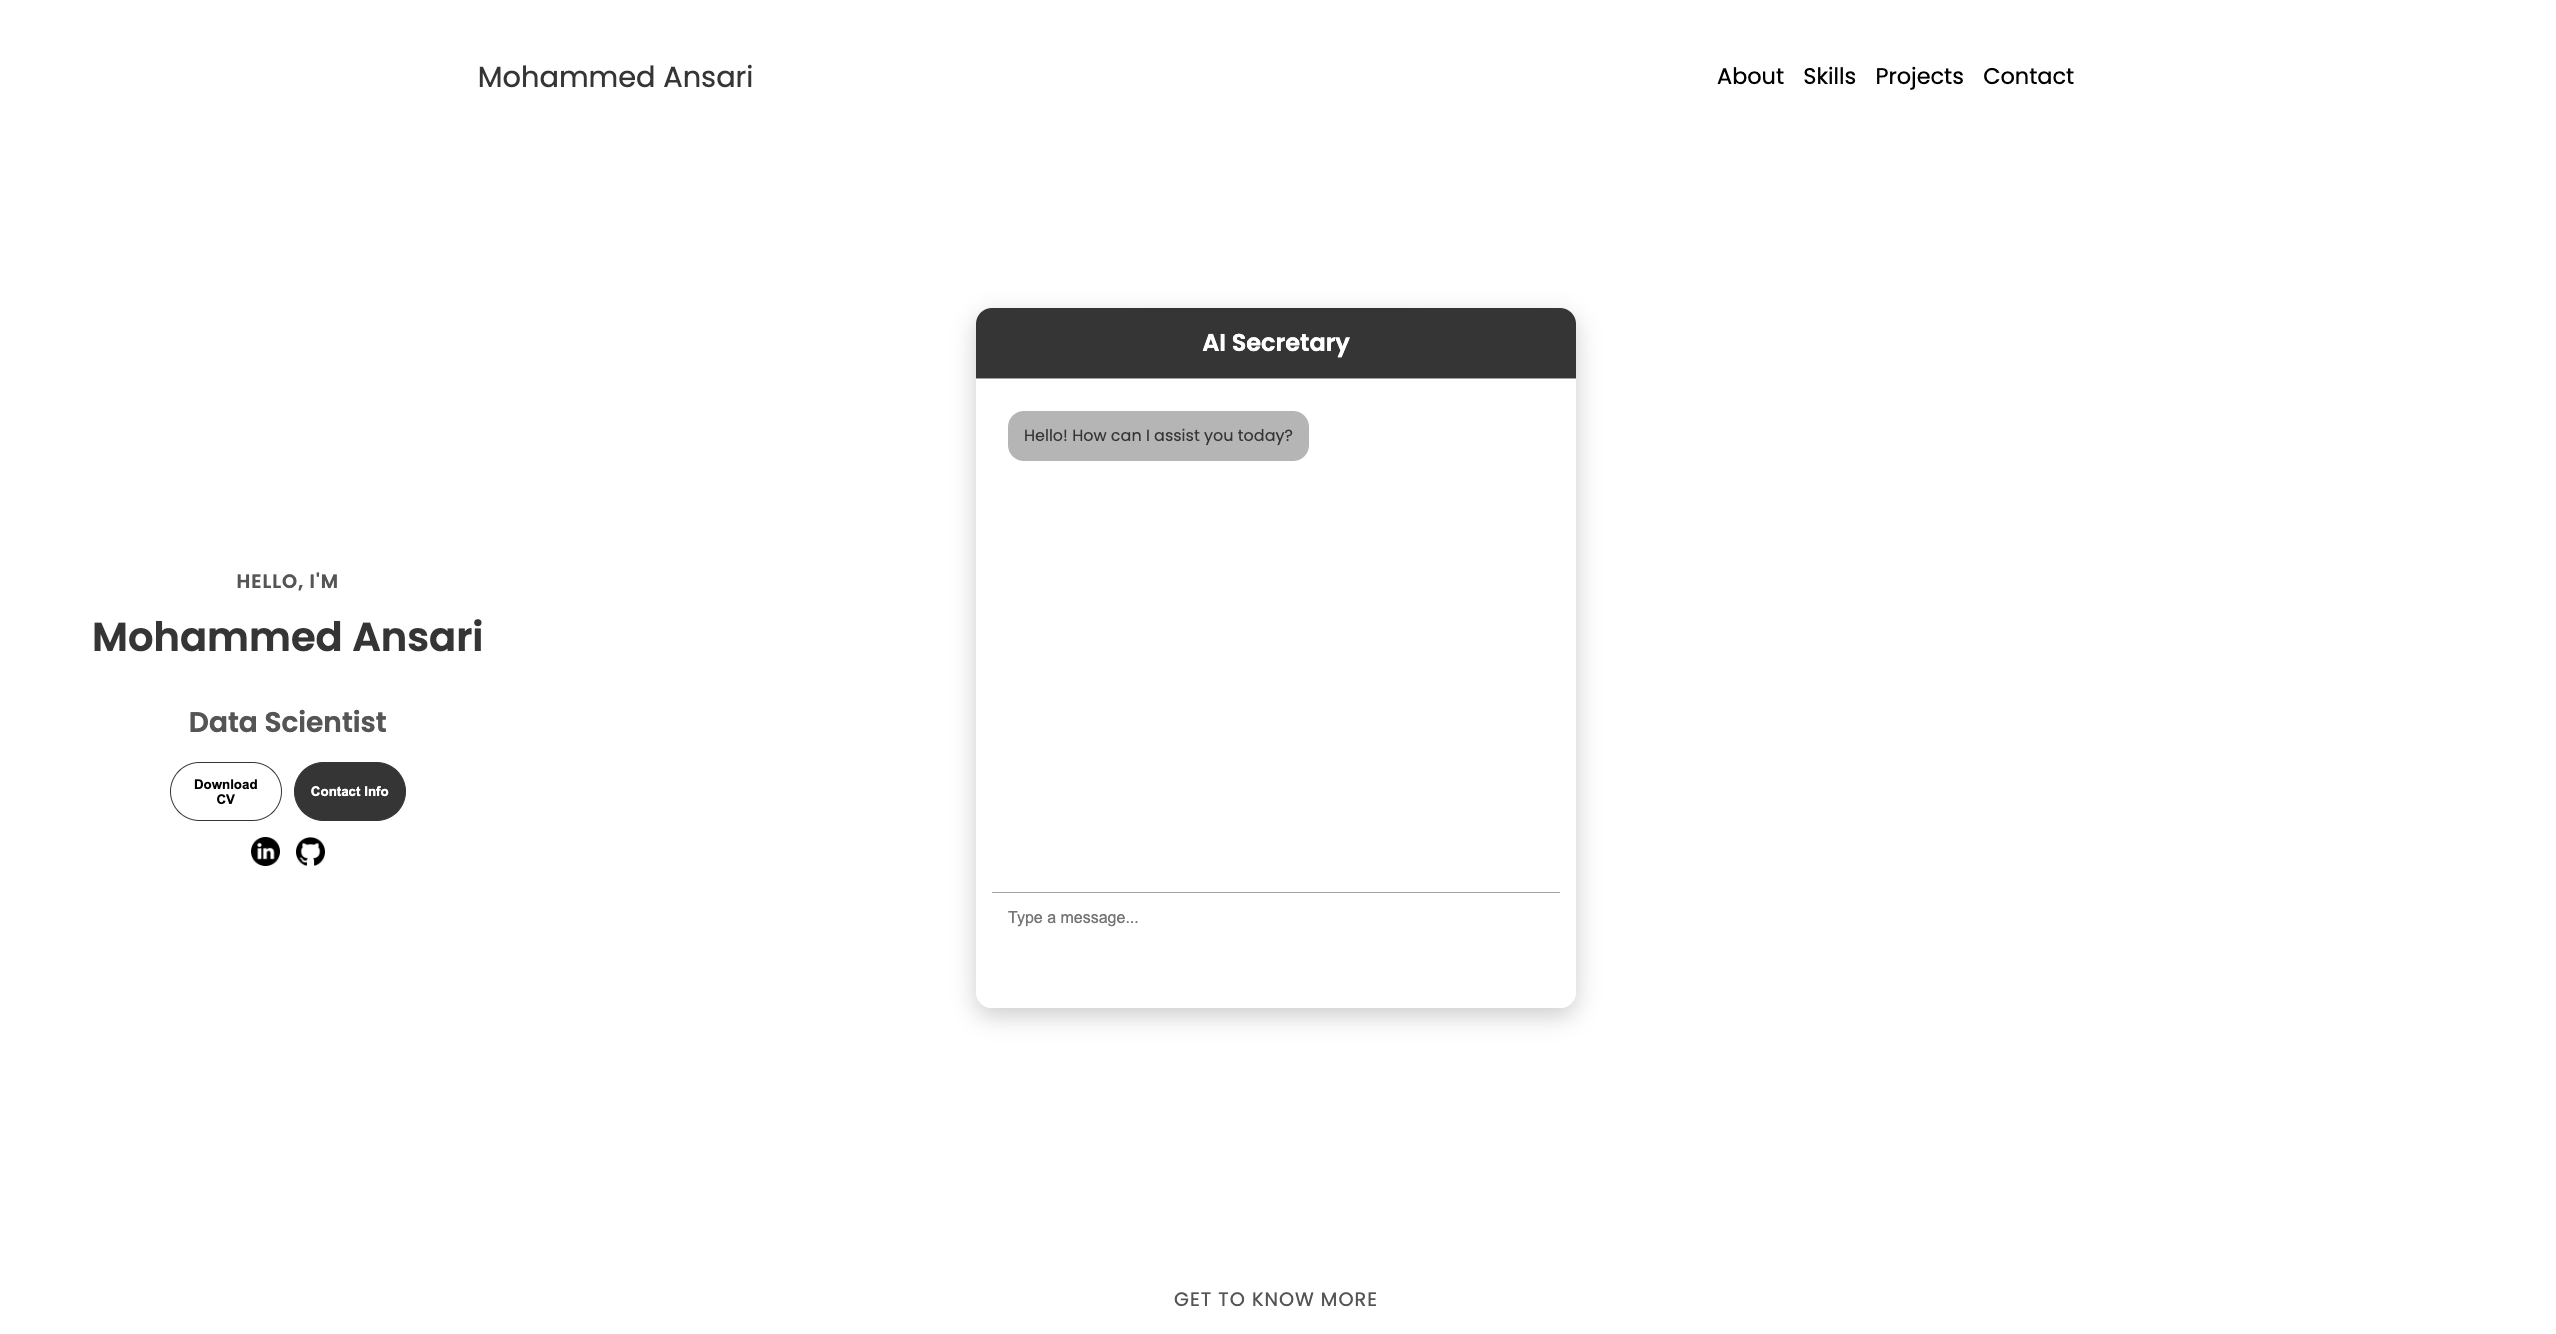 Mohammed Ansari
About Skills Projects Contact
AI Secretary
Hello! How can I assist you today?
HELLO, I'M
Mohammed Ansari
Data Scientist
Download
CV
Contact Info
in
Type a message...
GET TO KNOW MORE